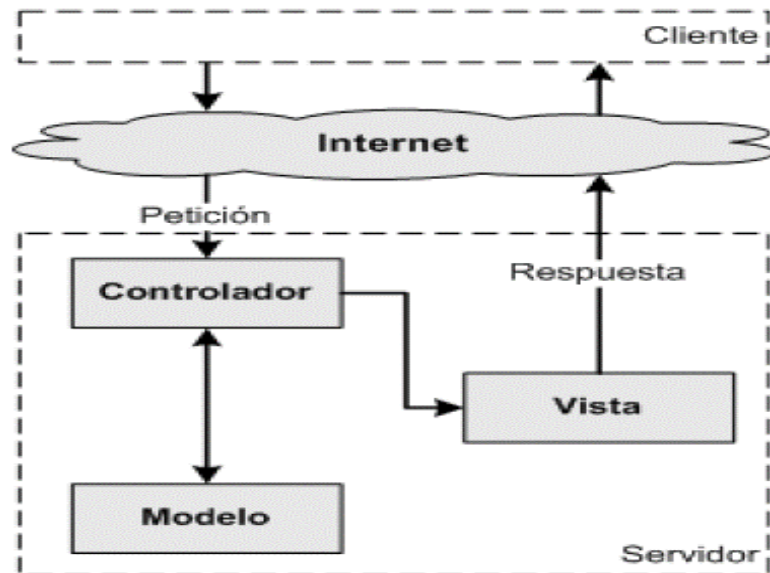 Cliente
Internet
Petición
Controlador
Respuesta
Vista
Modelo
Servidor